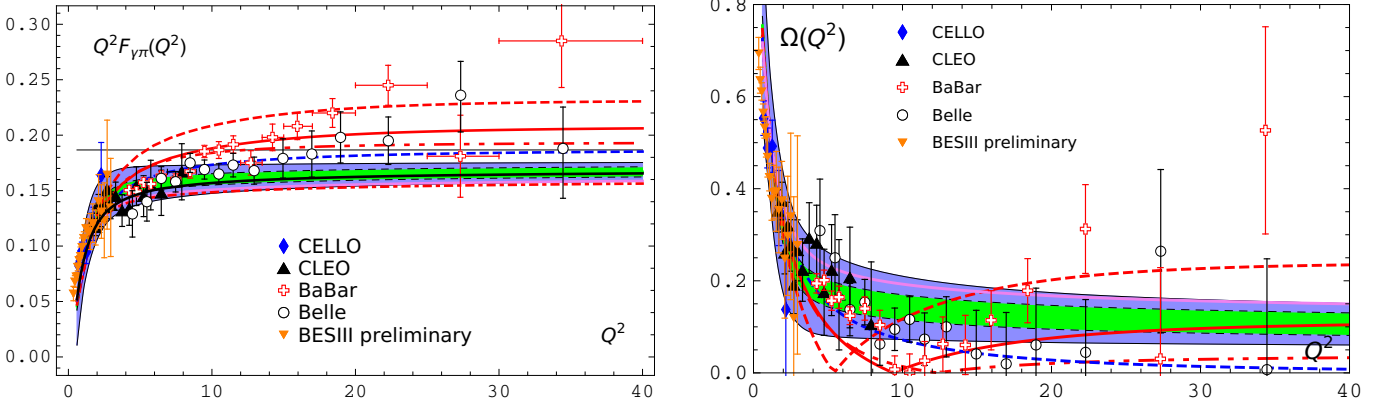 0.30
0.25
0.20
0.15
0.10
0.05
0.00
0 10 20 30 40
Q²Fγπ(Q²)
CELLO
CLEO
BaBar
Belle
BESIII preliminary
Q²
0.8
0.6
0.4
0.2
0.0
0 10 20 30 40
Ω(Q²)
CELLO
CLEO
BaBar
Belle
BESIII preliminary
Q²